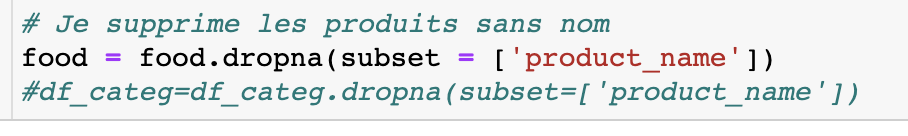 # Je supprime les produits sans nom
food = food.dropna(subset = ['product_name'])
#df_categ=df_categ.dropna(subset=['product_name'])